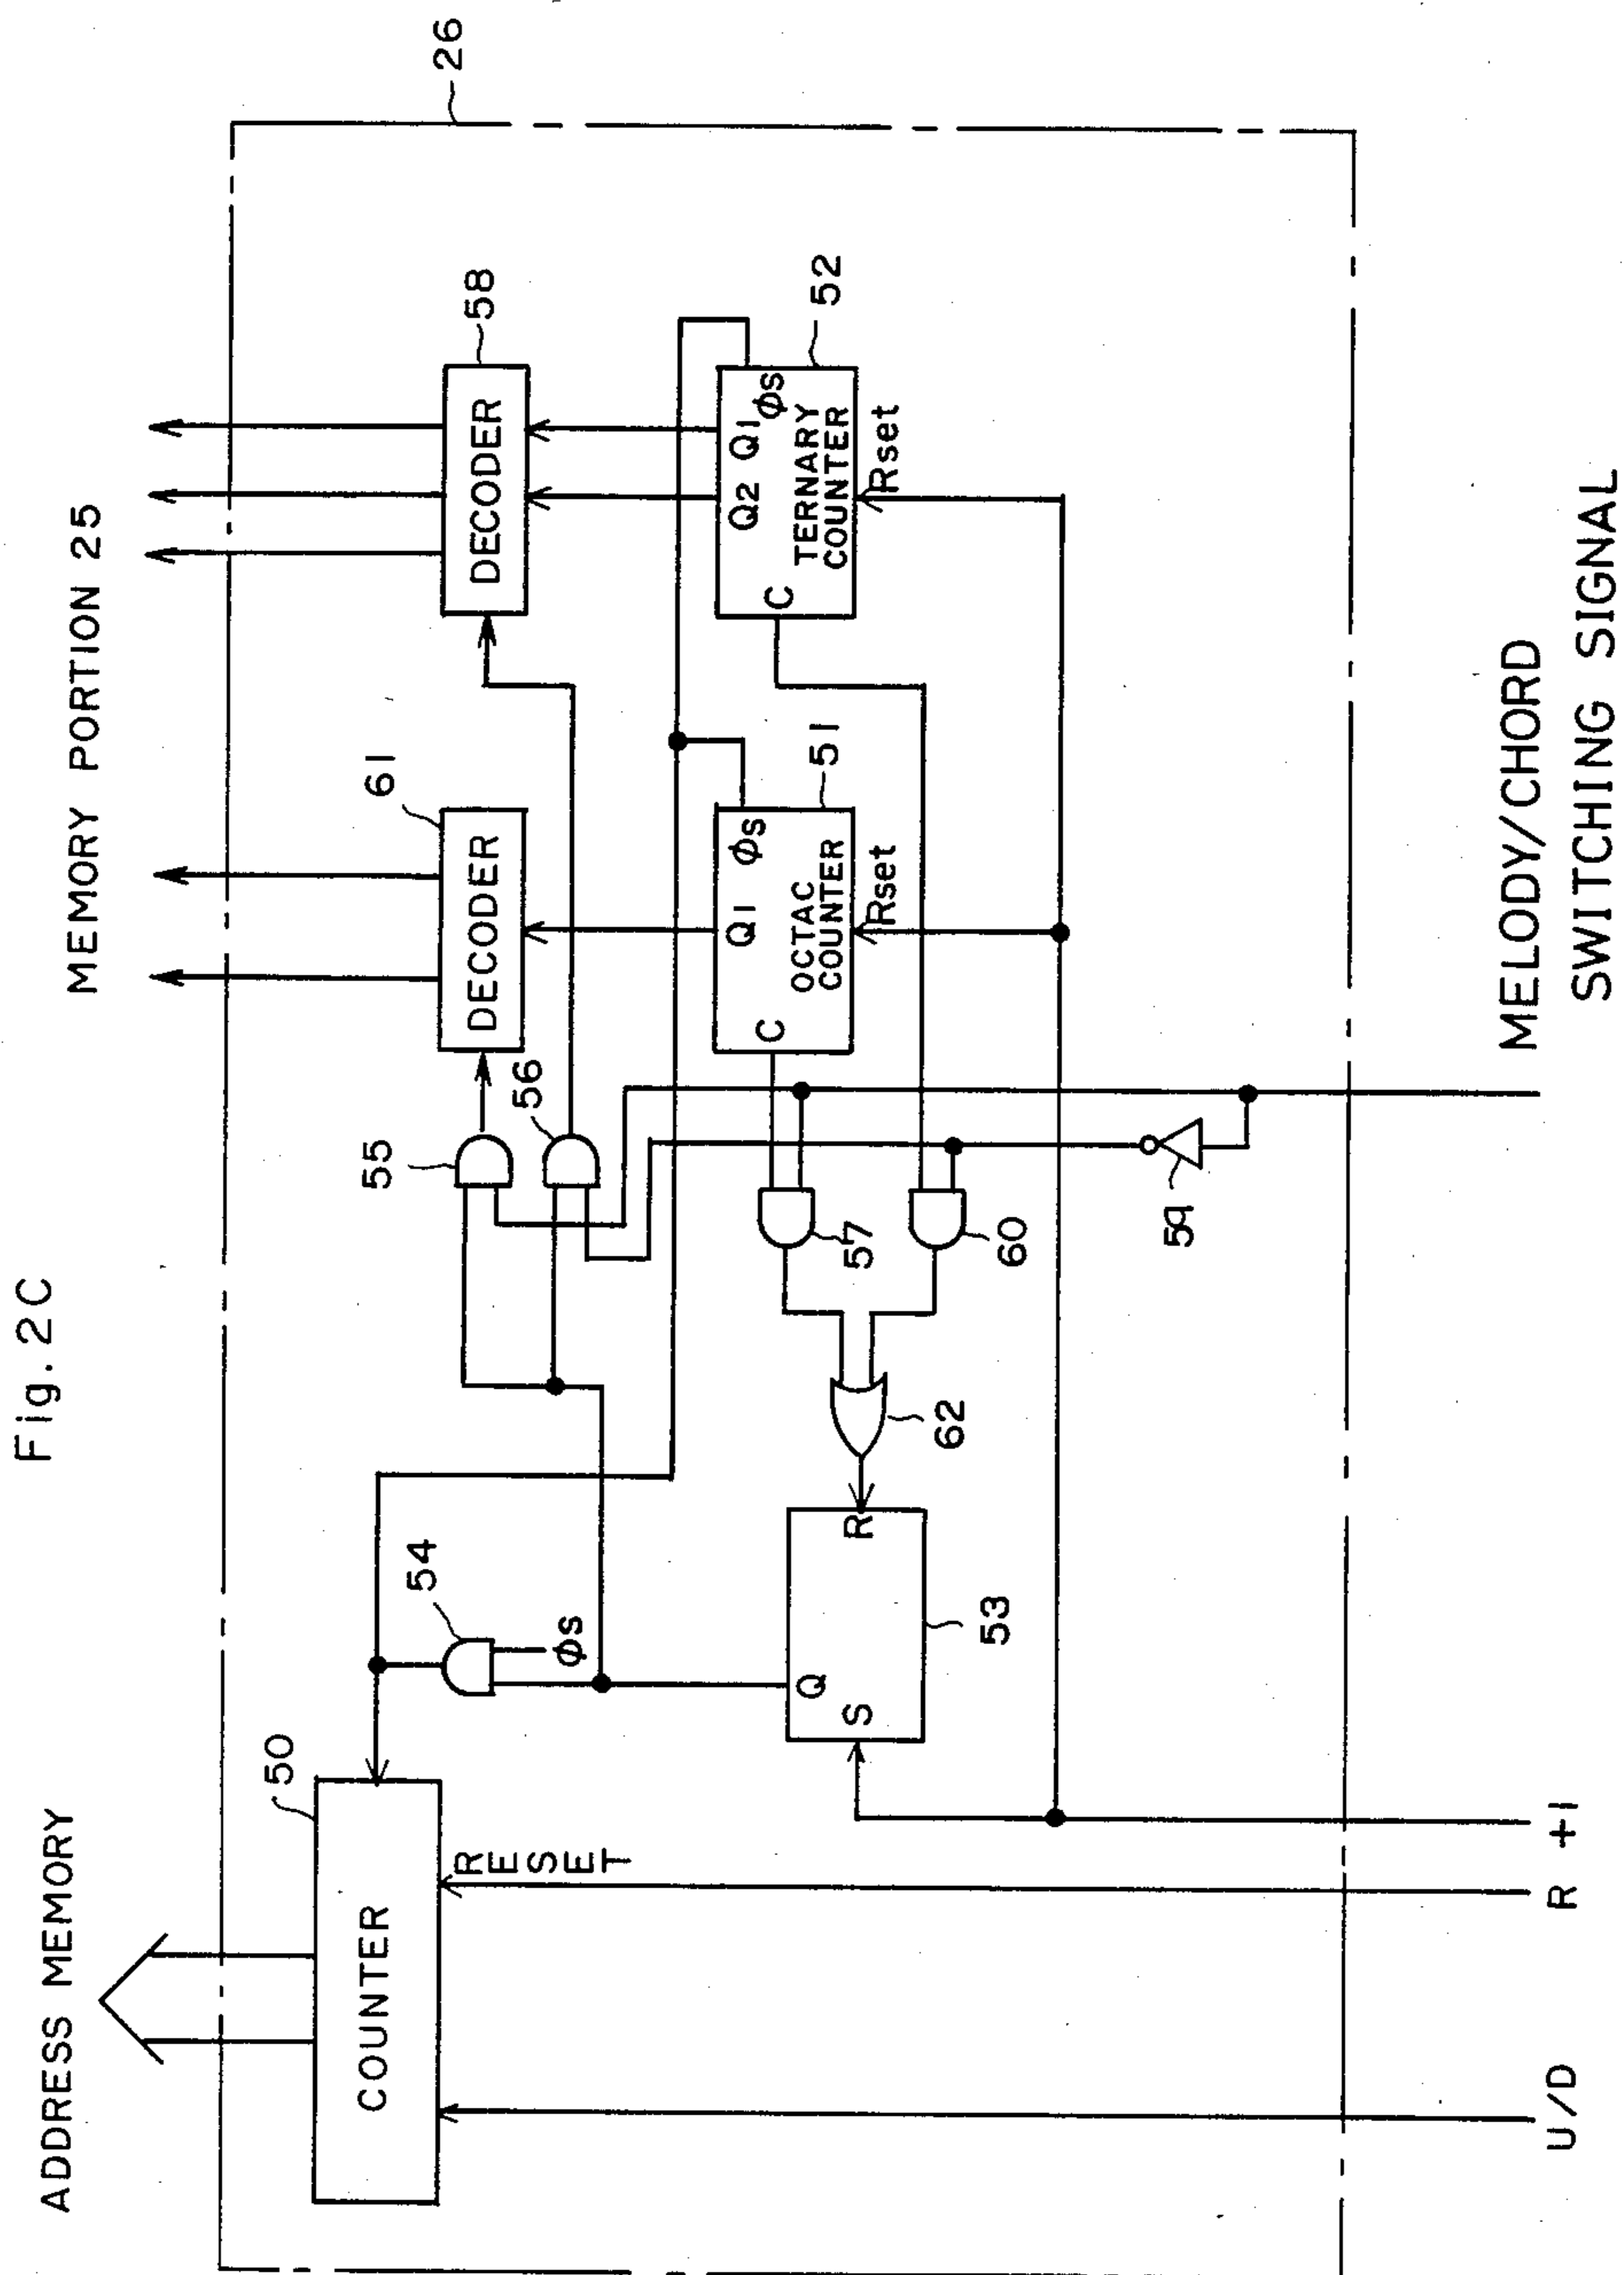 Fig. 2C
ADDRESS MEMORY
MEMORY PORTION 25
26
50
COUNTER
RESET
54
φs
55
56
61
DECODER
58
DECODER
53
Q
S
R
62
57
60
59
51
C
Q1
φs
OCTAC
COUNTER
Rset
52
C
Q2
Q1
φs
TERNARY
COUNTER
Rset
U/D
R
+1
MELODY/CHORD
SWITCHING SIGNAL